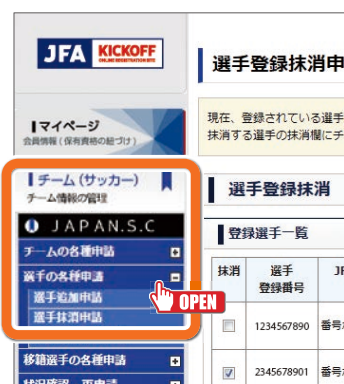 JFA KICKOFF
ONLINE REGISTRATION SITE
選手登録抹消申
マイページ
会員情報(保有資格の紐づけ)
現在、登録されている選手
抹消する選手の抹消欄にチ
チーム(サッカー)
チーム情報の管理
JAPAN.S.C
チームの各種申請
選手の各種申請
選手追加申請
選手抹消申請
OPEN
移籍選手の各種申請
選手登録抹消
登録選手一覧
抹消
選手
登録番号
JF
1234567890
番号
2345678901
番号